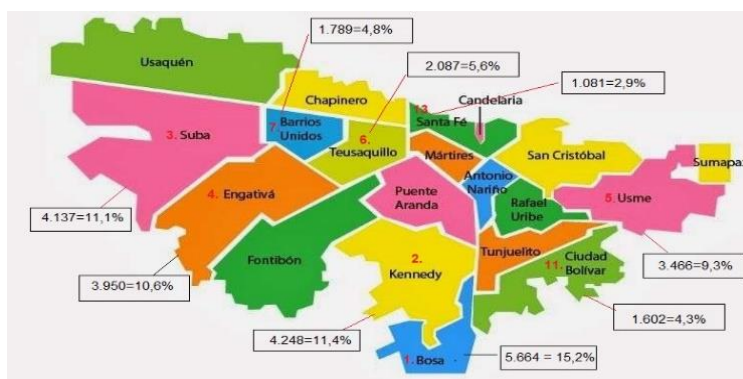 1.789=4,8%
Usaquén
2.087=5,6%
1.081=2,9%
Chapinero
13
Candelaria
Santa Fé
3. Suba
7. Barrios
Unidos
6.
Teusaquillo
Mártires
San Cristóbal
Sumapaz
Antonio
Nariño
4. Engativá
Puente
Aranda
Rafael
Uribe
5. Usme
4.137=11,1%
Fontibón
2.
Kennedy
Tunjuelito
11. Ciudad
Bolívar
3.466=9,3%
3.950=10,6%
1.602=4,3%
4.248=11,4%
1. Bosa .
5.664 = 15,2%